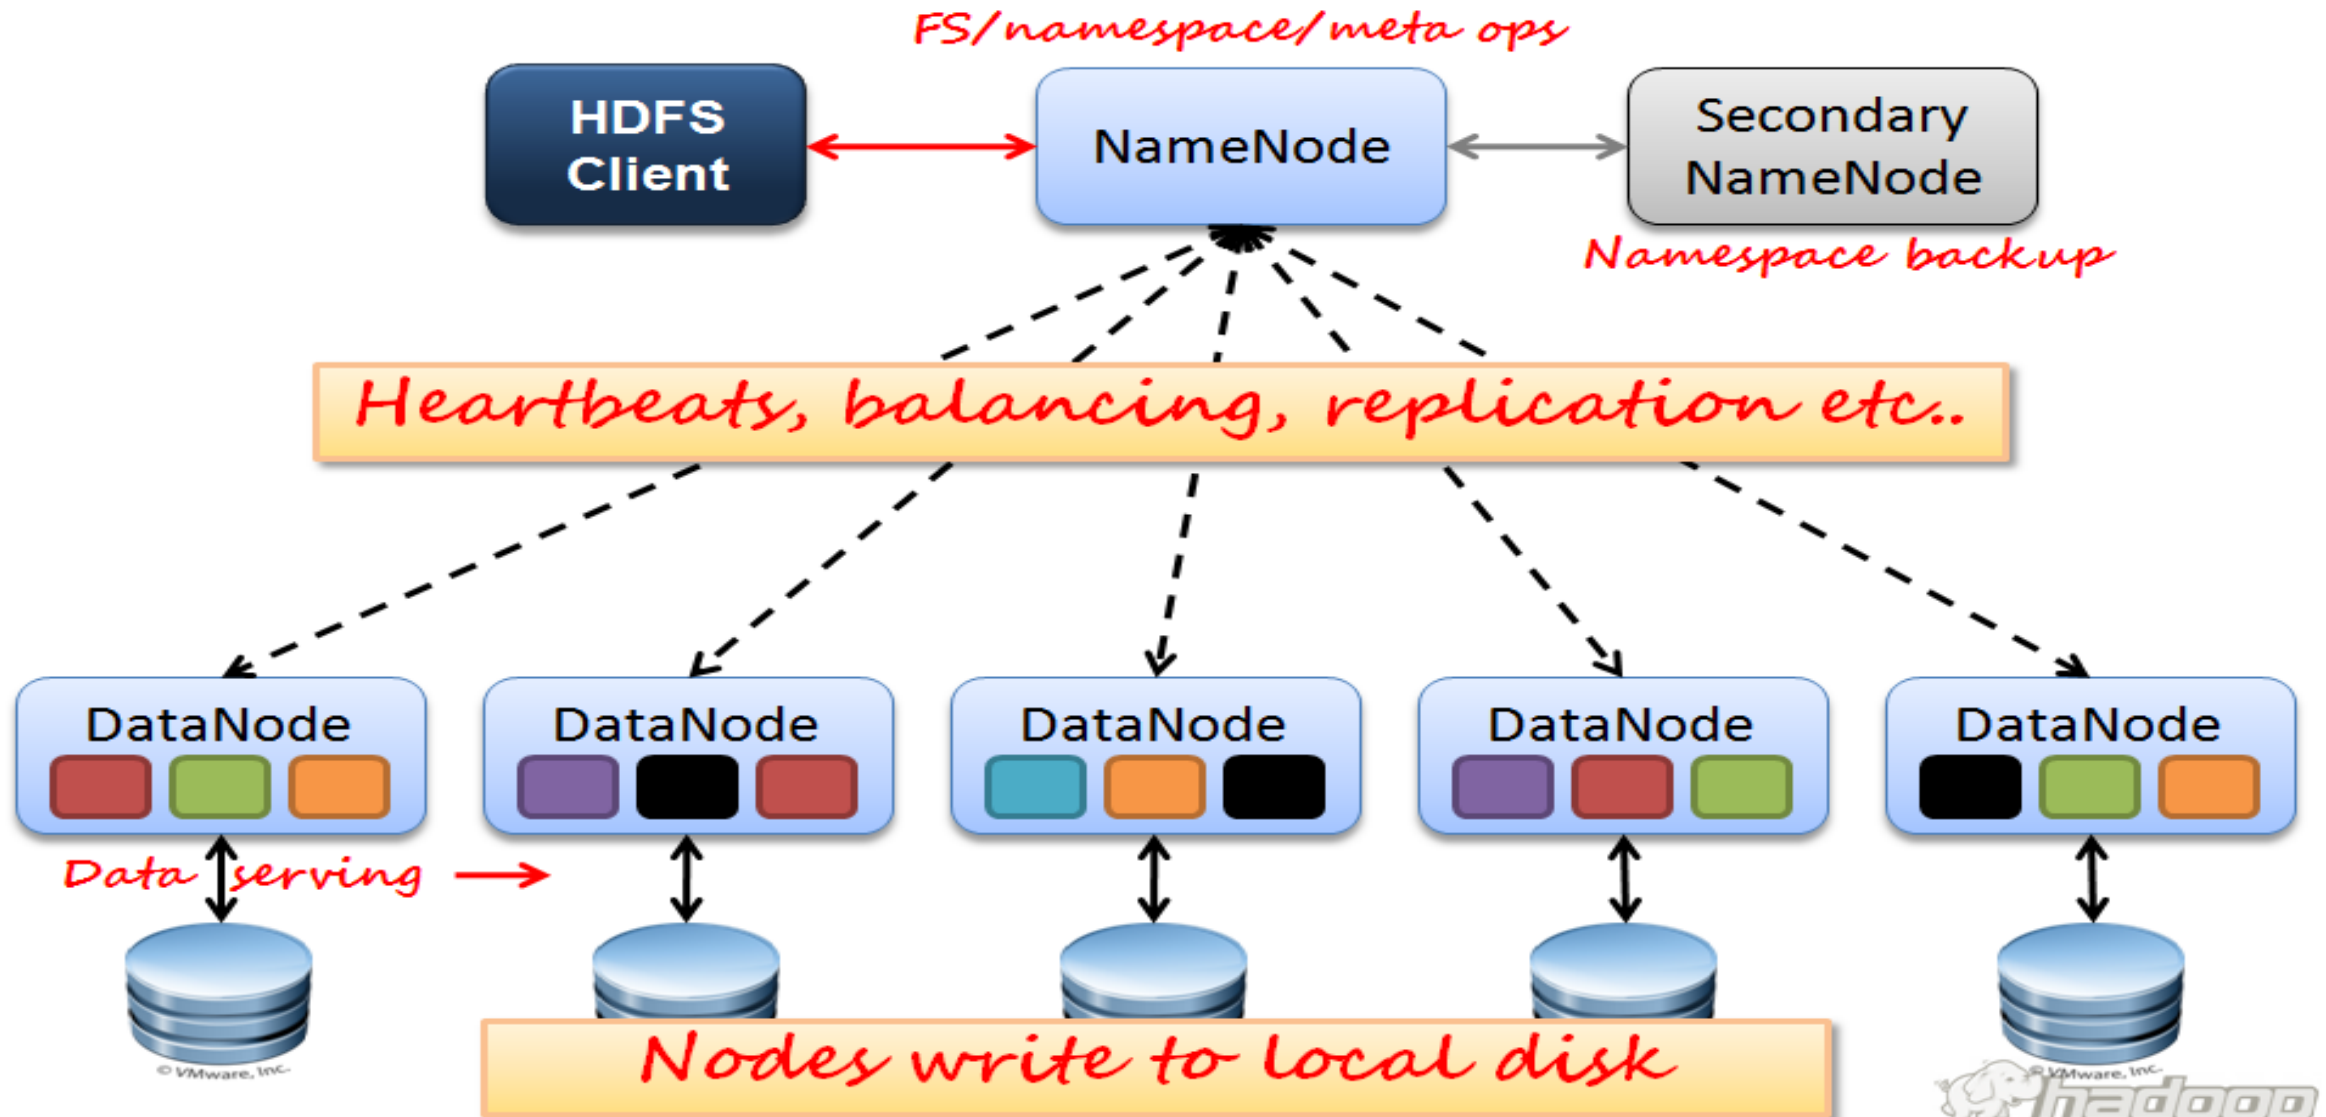 FS/namespace/meta ops
HDFS
Client
NameNode
Secondary
NameNode
Namespace backup
Heartbeats, balancing, replication etc..
DataNode
DataNode
DataNode
DataNode
DataNode
Data serving
Nodes write to local disk
© VMware, Inc.
© VMware, Inc.
hadoop